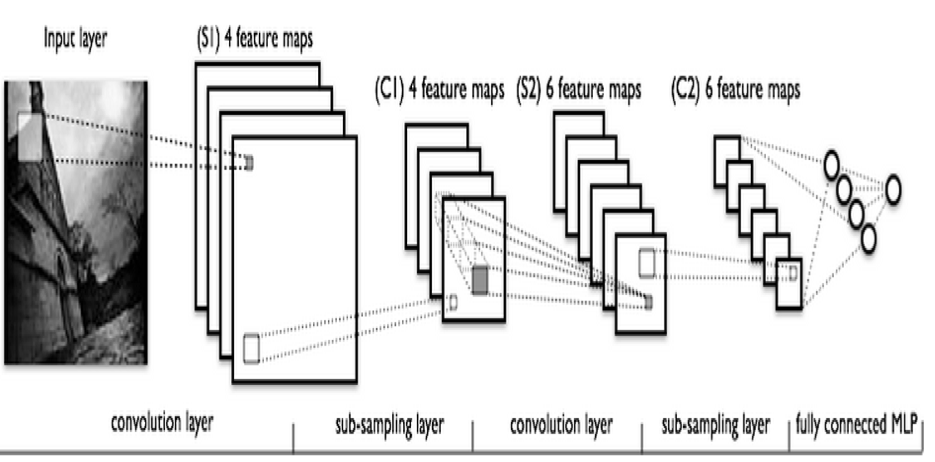 Input layer
(S1) 4 feature maps
(C1) 4 feature maps
(S2) 6 feature maps
(C2) 6 feature maps
convolution layer
sub-sampling layer
convolution layer
sub-sampling layer
fully connected MLP